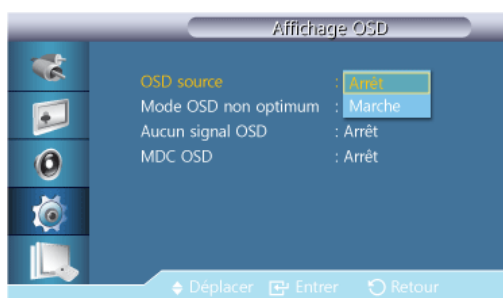 Affichage OSD
OSD source : Arrêt
Mode OSD non optimum : Marche
Aucun signal OSD : Arrêt
MDC OSD : Arrêt
Déplacer Entrer Retour